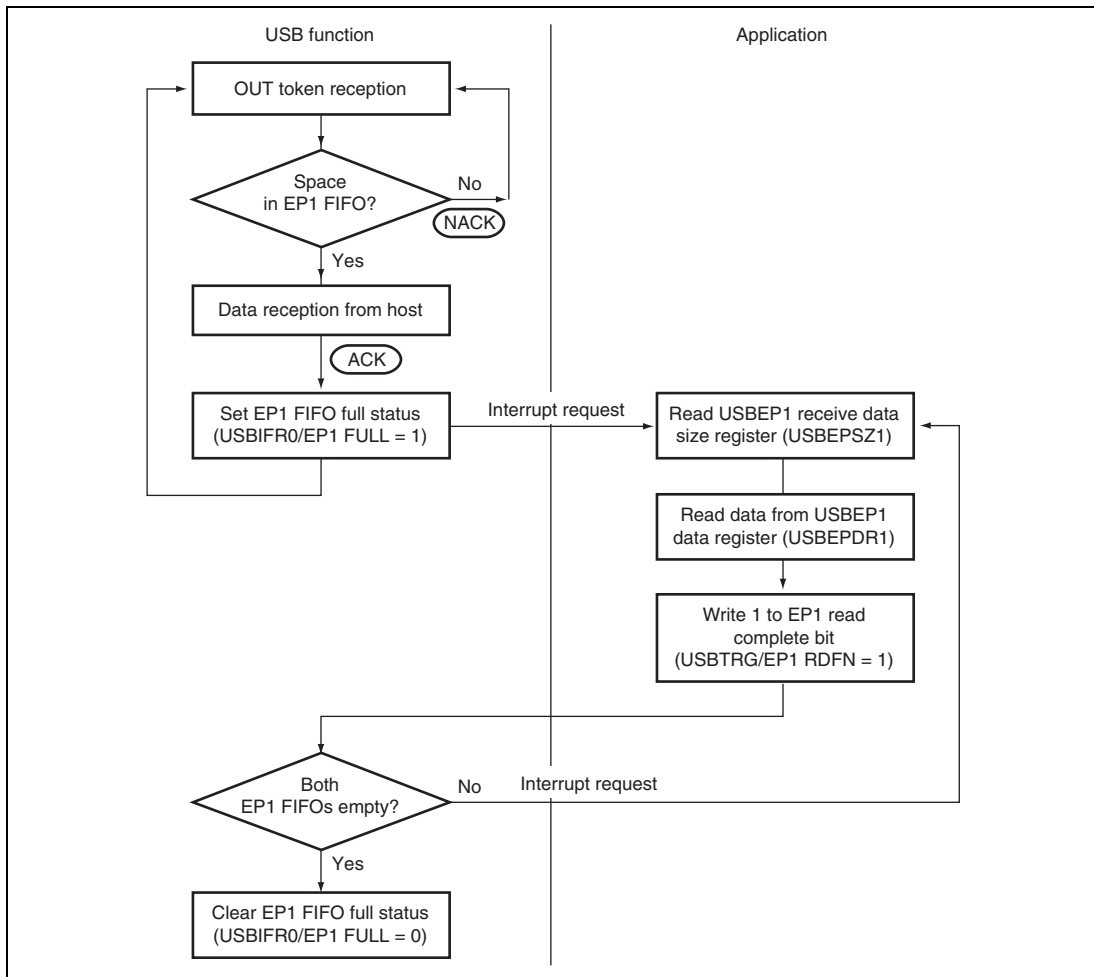 USB function
Application
OUT token reception
Space
in EP1 FIFO?
No
NACK
Yes
Data reception from host
ACK
Set EP1 FIFO full status
(USBIFR0/EP1 FULL = 1)
Interrupt request
Read USBEP1 receive data
size register (USBEPSZ1)
Read data from USBEP1
data register (USBEPDR1)
Write 1 to EP1 read
complete bit
(USBTRG/EP1 RDFN = 1)
Both
EP1 FIFOs empty?
No
Interrupt request
Yes
Clear EP1 FIFO full status
(USBIFR0/EP1 FULL = 0)